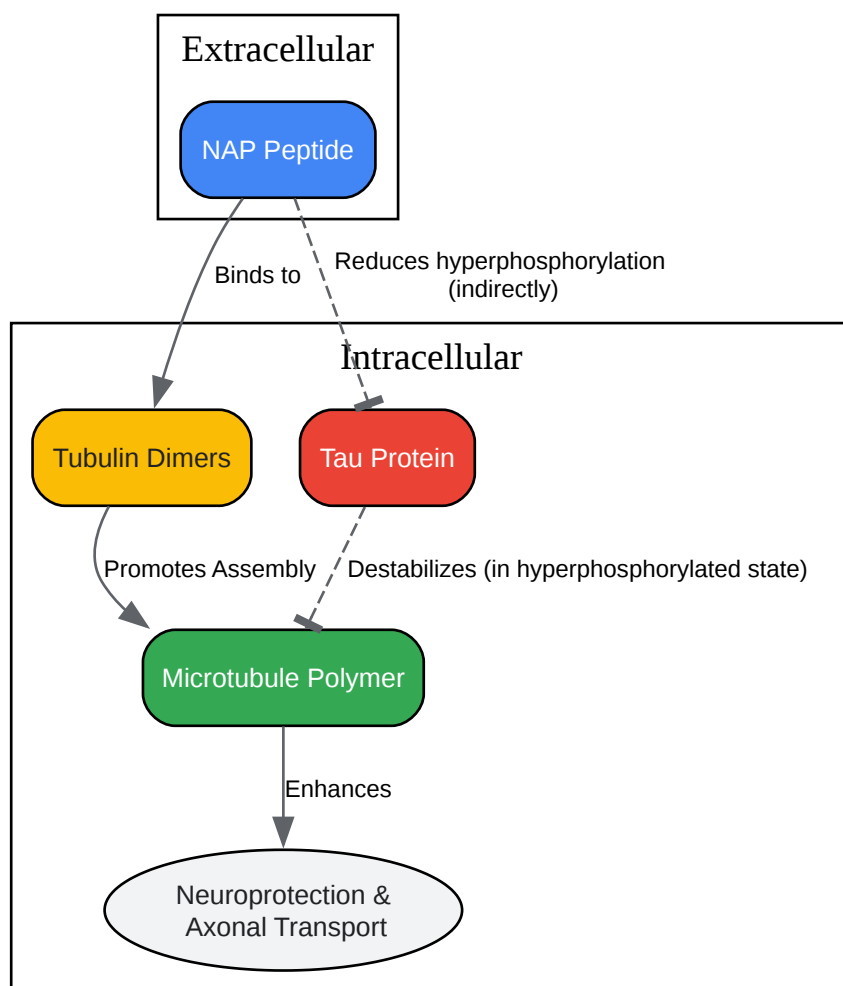 Extracellular
NAP Peptide
Binds to
Reduces hyperphosphorylation
(indirectly)
Intracellular
Tubulin Dimers
Tau Protein
Promotes Assembly
Destabilizes (in hyperphosphorylated state)
Microtubule Polymer
Enhances
Neuroprotection &
Axonal Transport